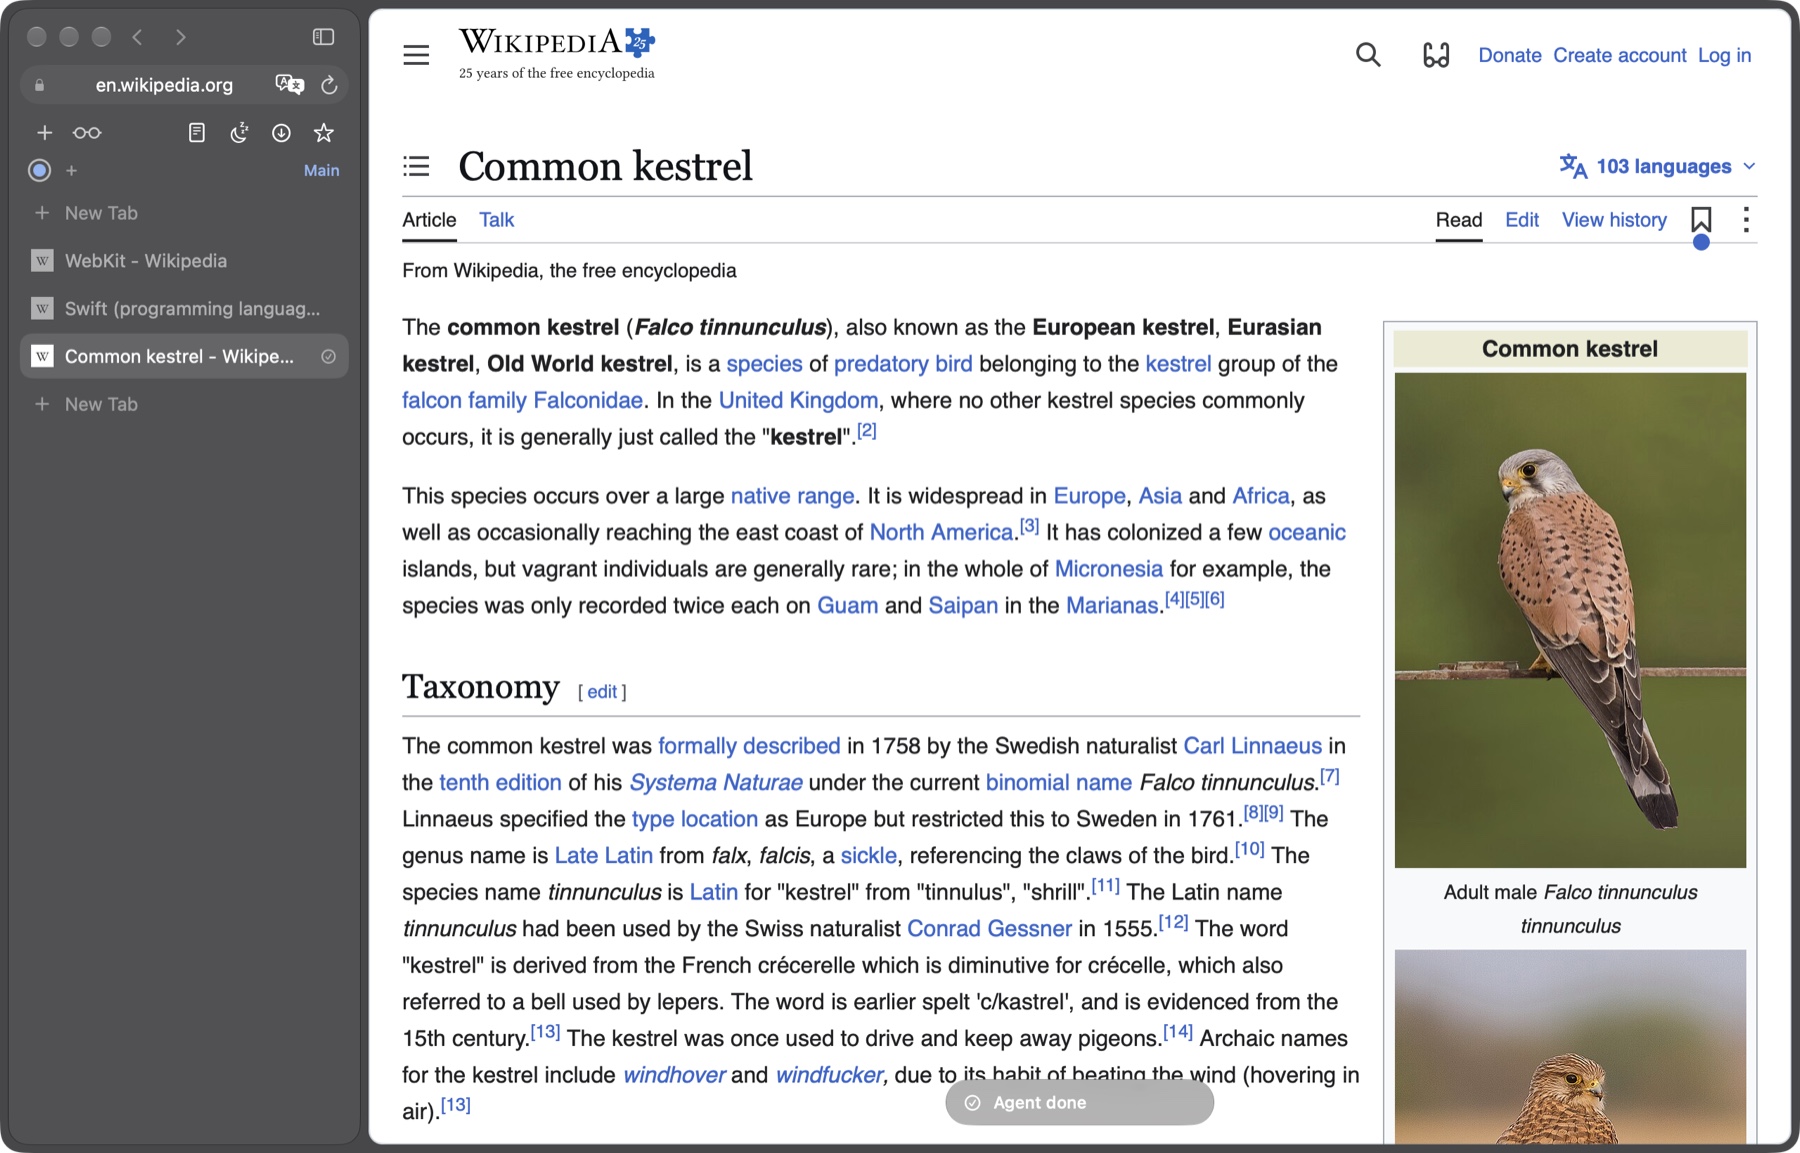 en.wikipedia.org
Main
New Tab
WebKit - Wikipedia
Swift (programming languag...
Common kestrel - Wikipe...
New Tab
WIKIPEDIA 25
25 years of the free encyclopedia
Donate Create account Log in
Common kestrel
103 languages
Article Talk
Read Edit View history
From Wikipedia, the free encyclopedia
The common kestrel (Falco tinnunculus), also known as the European kestrel, Eurasian
kestrel, Old World kestrel, is a species of predatory bird belonging to the kestrel group of the
falcon family Falconidae. In the United Kingdom, where no other kestrel species commonly
occurs, it is generally just called the "kestrel".[2]
This species occurs over a large native range. It is widespread in Europe, Asia and Africa, as
well as occasionally reaching the east coast of North America.[3] It has colonized a few oceanic
islands, but vagrant individuals are generally rare; in the whole of Micronesia for example, the
species was only recorded twice each on Guam and Saipan in the Marianas.[4][5][6]
Taxonomy [ edit ]
The common kestrel was formally described in 1758 by the Swedish naturalist Carl Linnaeus in
the tenth edition of his Systema Naturae under the current binomial name Falco tinnunculus.[7]
Linnaeus specified the type location as Europe but restricted this to Sweden in 1761.[8][9] The
genus name is Late Latin from falx, falcis, a sickle, referencing the claws of the bird.[10] The
species name tinnunculus is Latin for "kestrel" from "tinnulus", "shrill".[11] The Latin name
tinnunculus had been used by the Swiss naturalist Conrad Gessner in 1555.[12] The word
"kestrel" is derived from the French crécerelle which is diminutive for crécelle, which also
referred to a bell used by lepers. The word is earlier spelt 'c/kastrel', and is evidenced from the
15th century.[13] The kestrel was once used to drive and keep away pigeons.[14] Archaic names
for the kestrel include windhover and windfucker, due to its habit of beating the wind (hovering in
air).[13]
Common kestrel
Adult male Falco tinnunculus
tinnunculus
Agent done